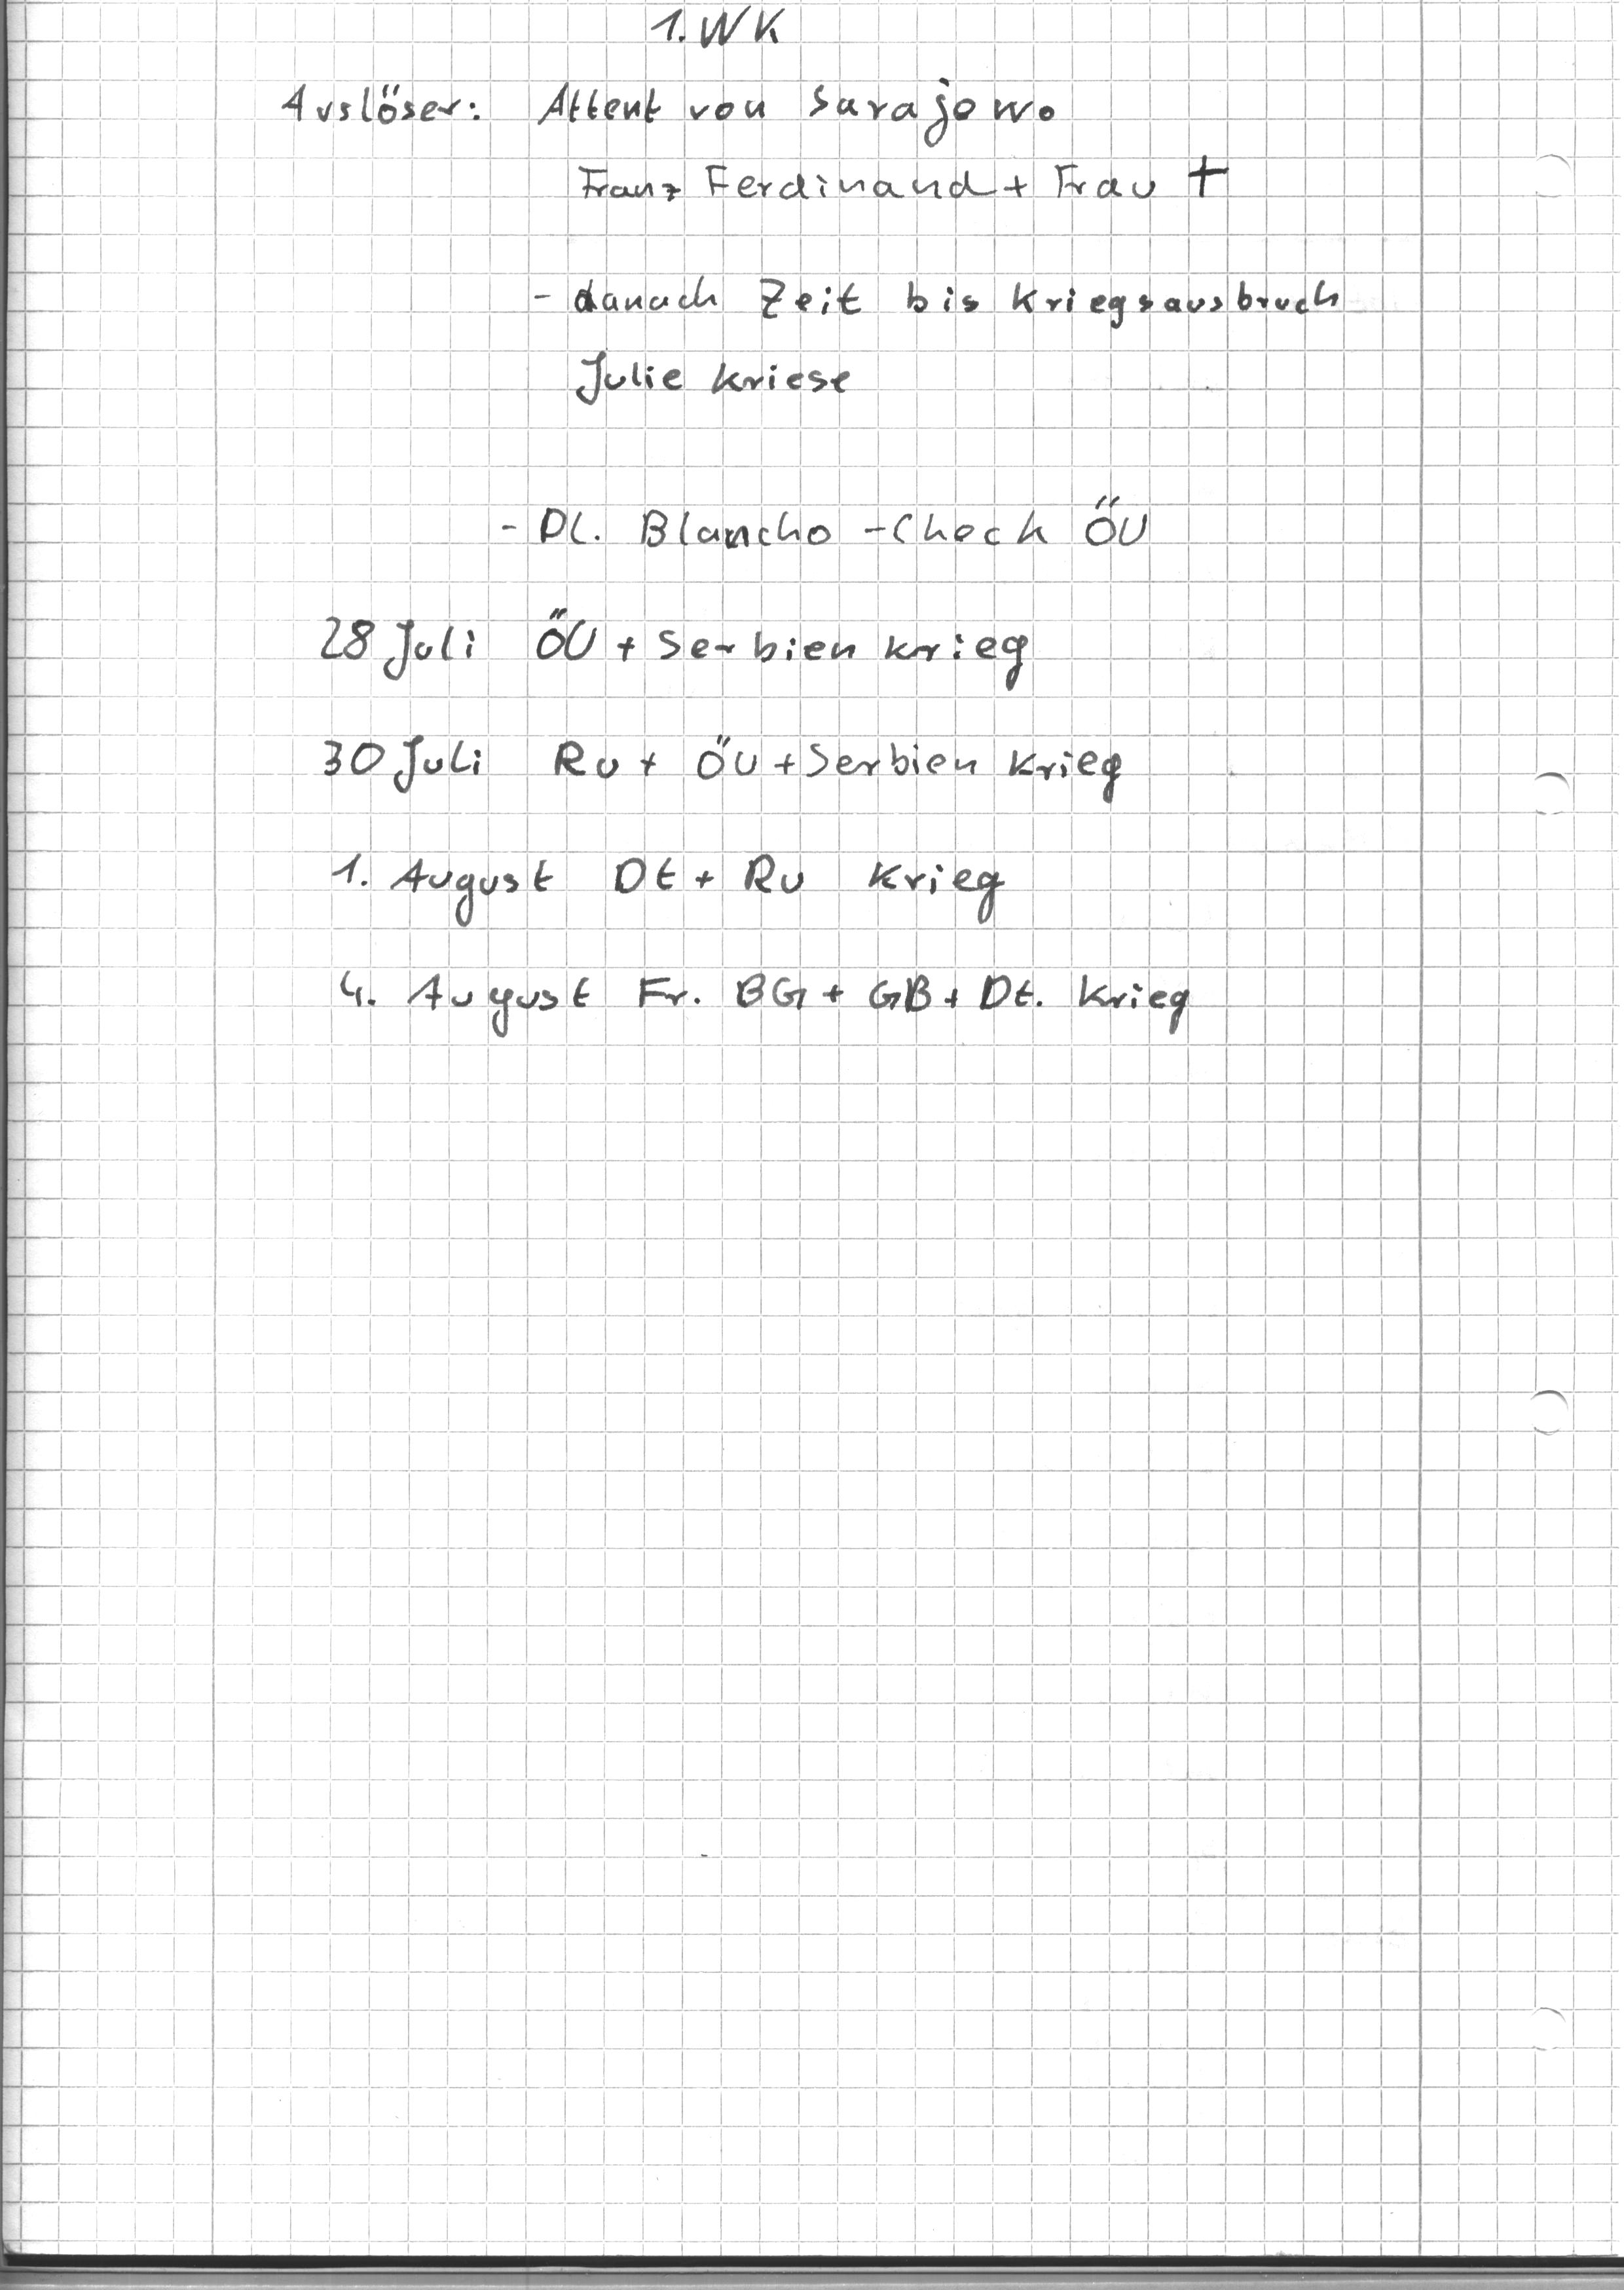 1. WK
Auslöser: Attent von Sarajowo
Franz Ferdinand + Frau †
- danach Zeit bis Kriegsausbruch
Julie Kriese
- Dt. Blancho - Check ÖU
28 Juli ÖU + Serbien Krieg
30 Juli Ru + ÖU + Serbien Krieg
1. August Dt + Ru Krieg
4. August Fr. BG + GB + Dt. Krieg